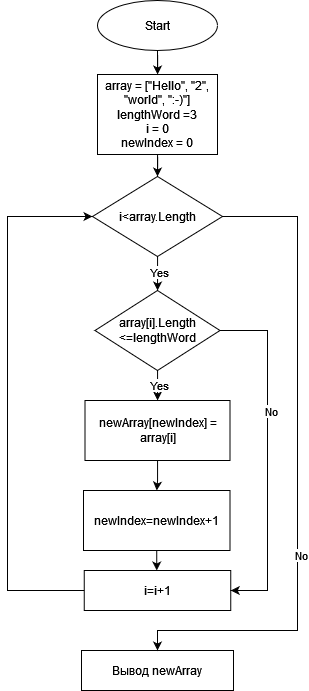 Start
array = ["Hello", "2",
"world", ":-)"]
lengthWord =3
i = 0
newIndex = 0
i<array.Length
Yes
array[i].Length
<=lengthWord
Yes
No
newArray[newIndex] =
array[i]
newIndex=newIndex+1
No
i=i+1
Вывод newArray